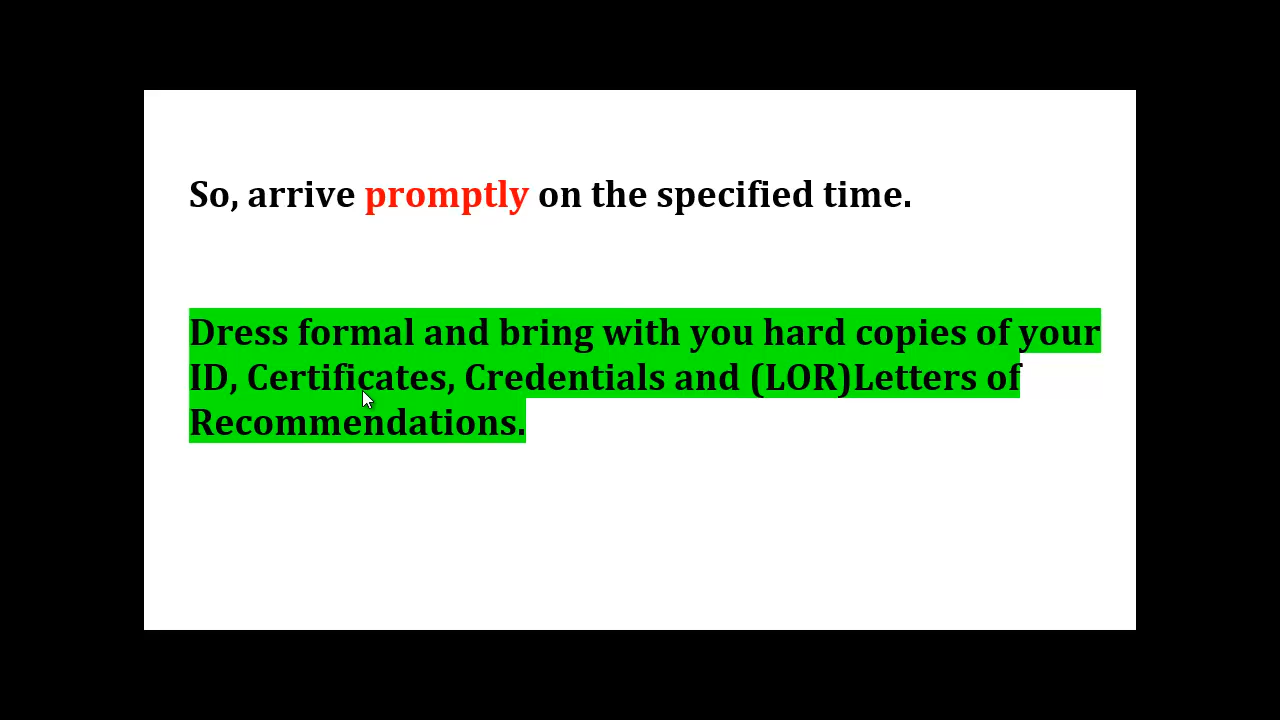 So, arrive promptly on the specified time.
Dress formal and bring with you hard copies of your
ID, Certificates, Credentials and (LOR)Letters of
Recommendations.